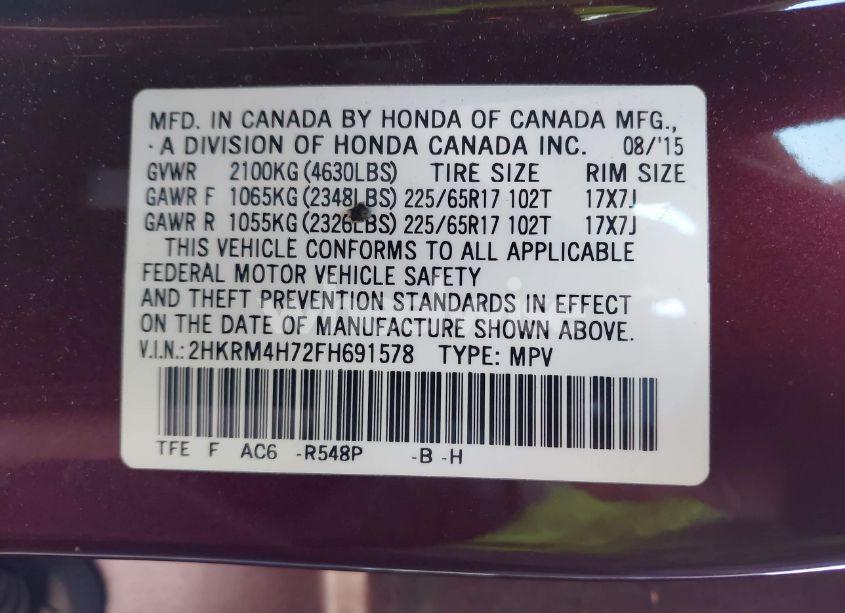 MFD. IN CANADA BY HONDA OF CANADA MFG.,
A DIVISION OF HONDA CANADA INC. 08/'15
GVWR 2100KG (4630LBS) TIRE SIZE RIM SIZE
GAWR F 1065KG (2348LBS) 225/65R17 102T 17X7J
GAWR R 1055KG (2326LBS) 225/65R17 102T 17X7J
THIS VEHICLE CONFORMS TO ALL APPLICABLE
FEDERAL MOTOR VEHICLE SAFETY
AND THEFT PREVENTION STANDARDS IN EFFECT
ON THE DATE OF MANUFACTURE SHOWN ABOVE.
V.I.N.: 2HKRM4H72FH691578 TYPE: MPV
TFE F AC6 -R548P -B -H